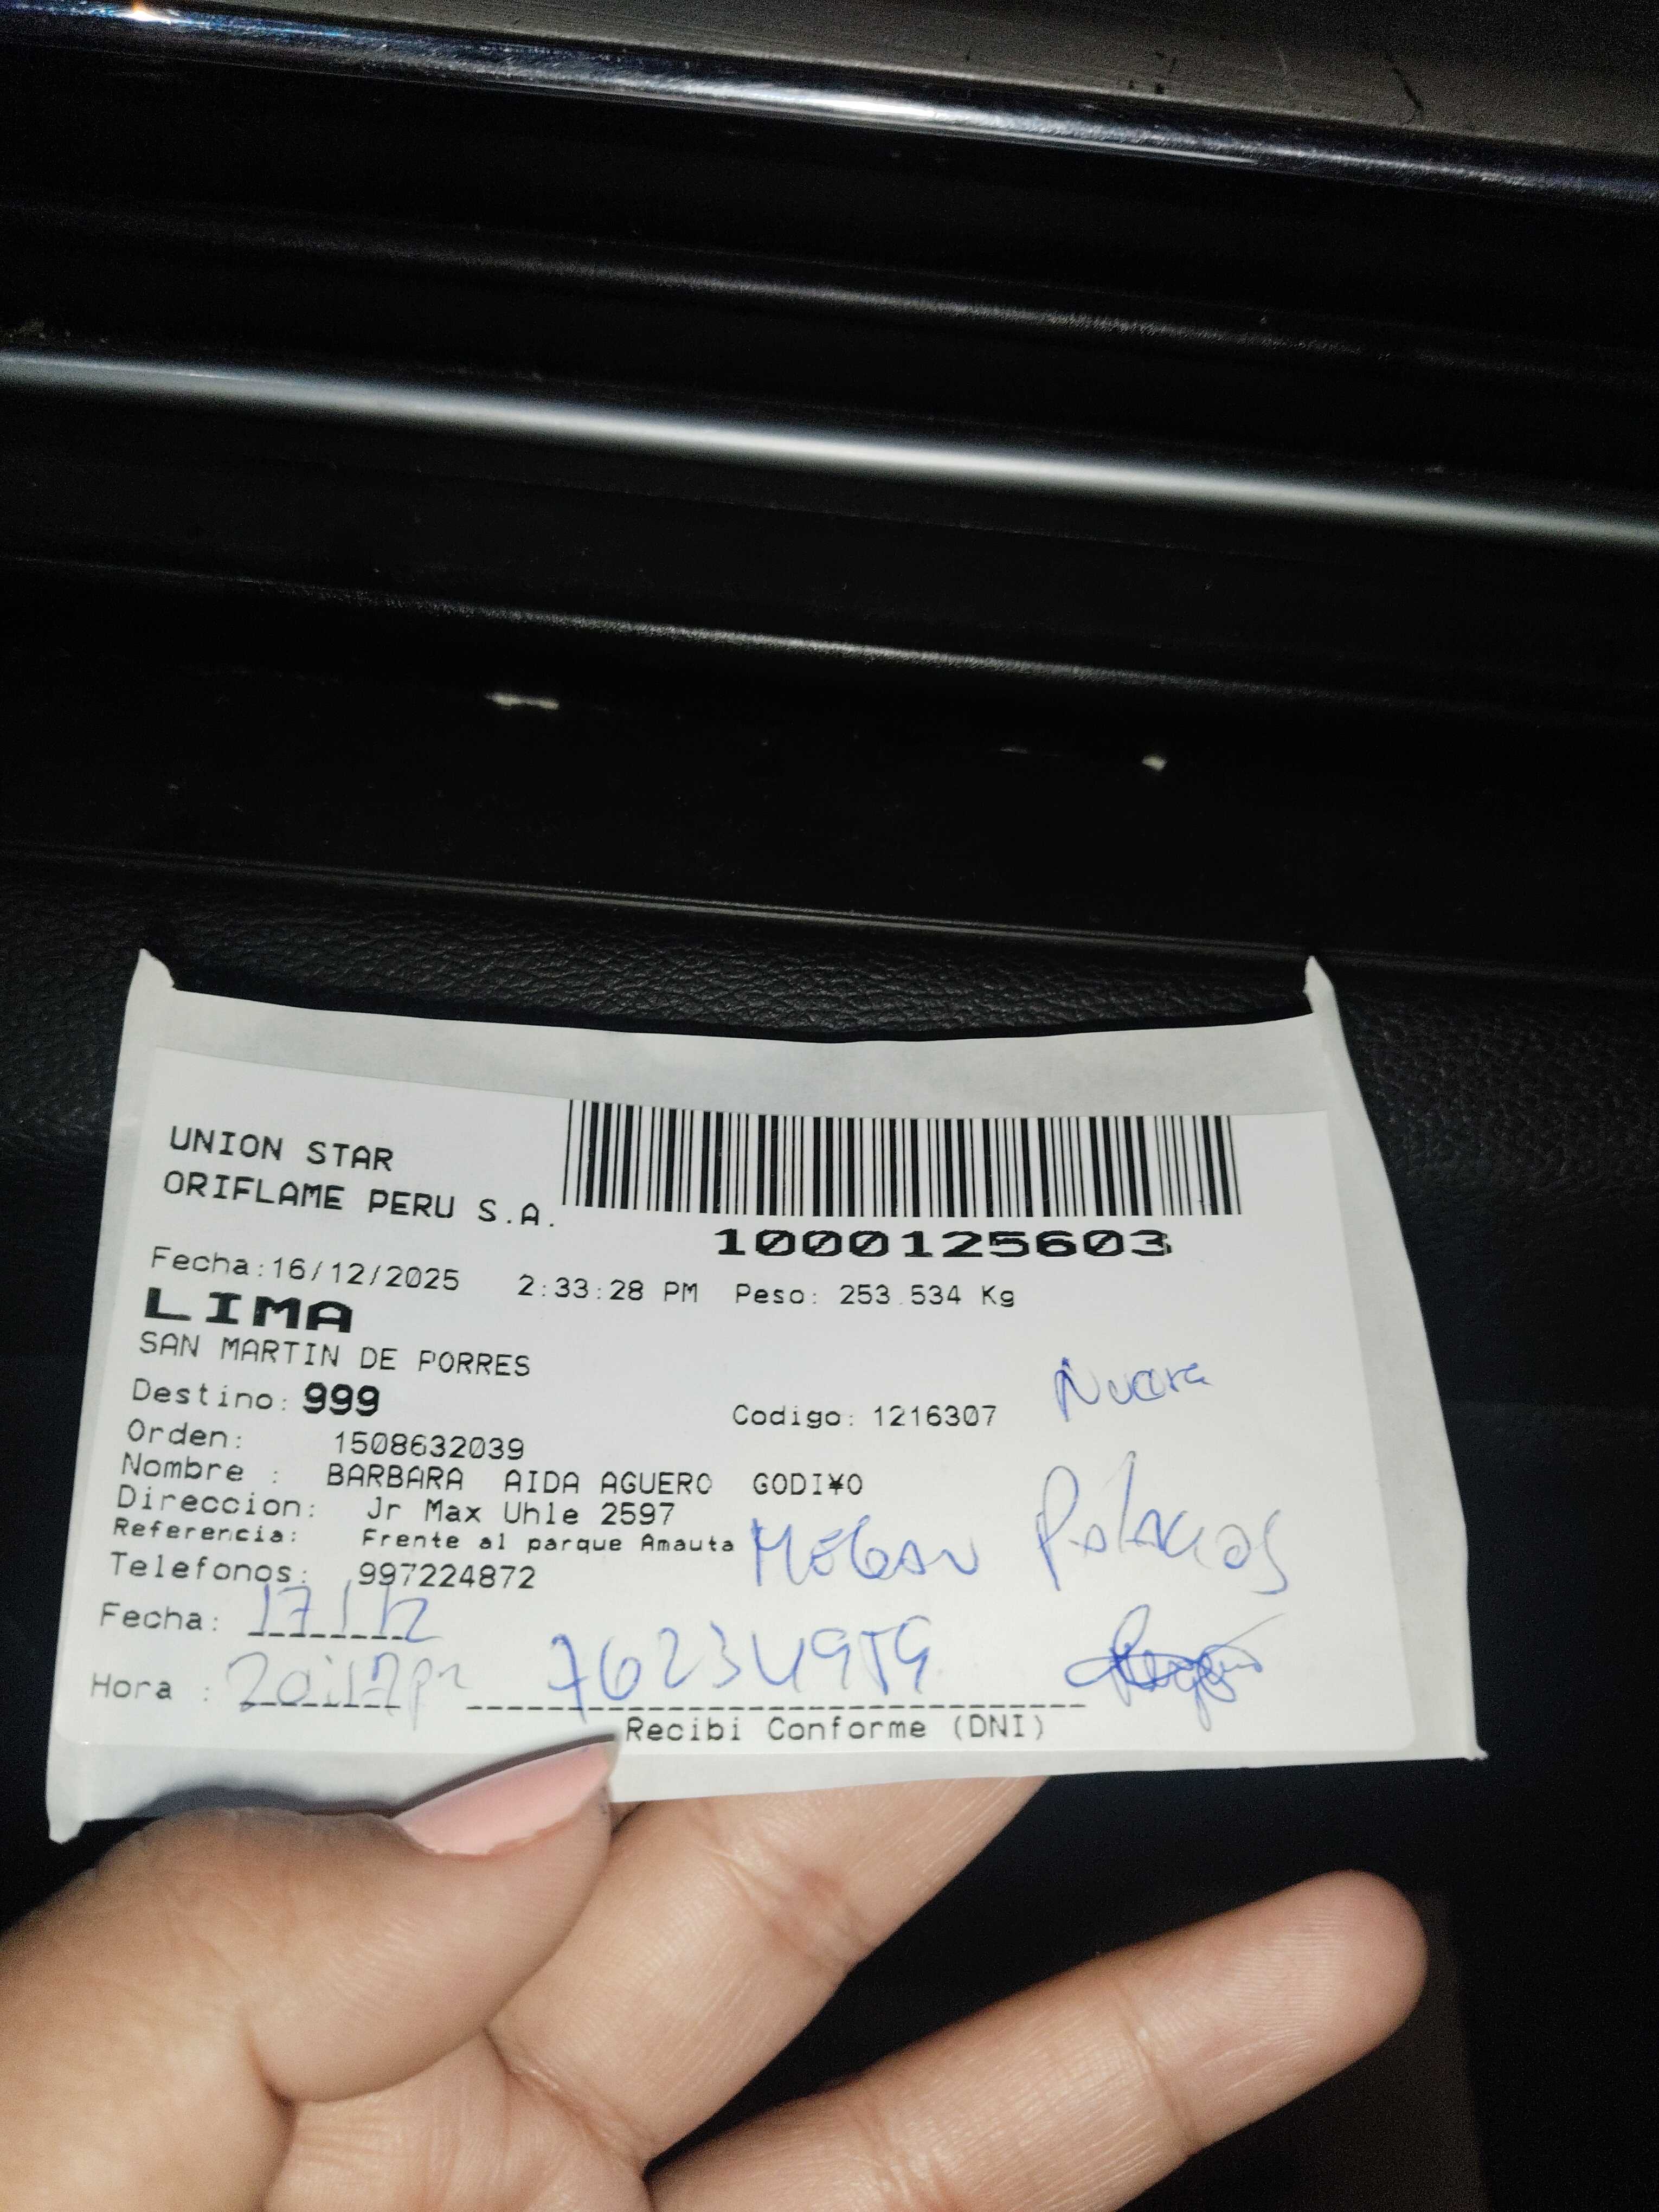 UNION STAR
ORIFLAME PERU S.A.
1000125603
Fecha:16/12/2025 2:33:28 PM Peso: 253.534 Kg
LIMA
SAN MARTIN DE PORRES
Destino: 999
Codigo: 1216307
Orden: 1508632039
Nombre : BARBARA AIDA AGUERO GODI¥O
Direccion: Jr Max Uhle 2597
Referencia: Frente al parque Amauta
Telefonos: 997224872
Fecha: 17/12
Hora : 76234959
Recibi Conforme (DNI)